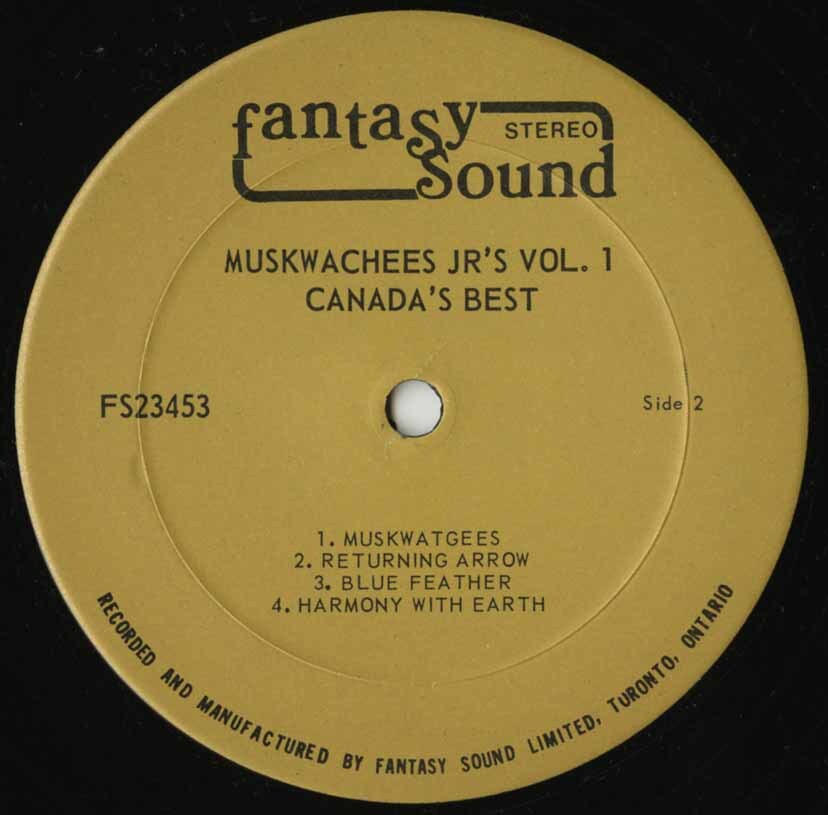 fantasy STEREO
Sound
MUSKWACHEES JR'S VOL. 1
CANADA'S BEST
FS23453
Side 2
1. MUSKWATGEES
2. RETURNING ARROW
3. BLUE FEATHER
4. HARMONY WITH EARTH
RECORDED AND MANUFACTURED BY FANTASY SOUND LIMITED, TURONTO, ONTARIO